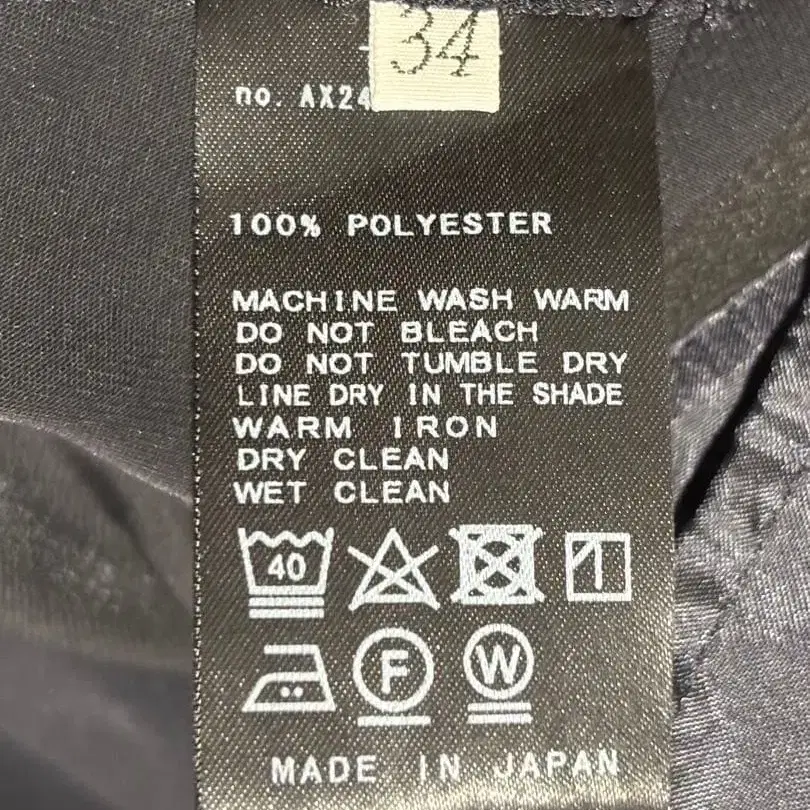 34
no. AX24
100% POLYESTER
MACHINE WASH WARM
DO NOT BLEACH
DO NOT TUMBLE DRY
LINE DRY IN THE SHADE
WARM IRON
DRY CLEAN
WET CLEAN
40
F W
MADE IN JAPAN